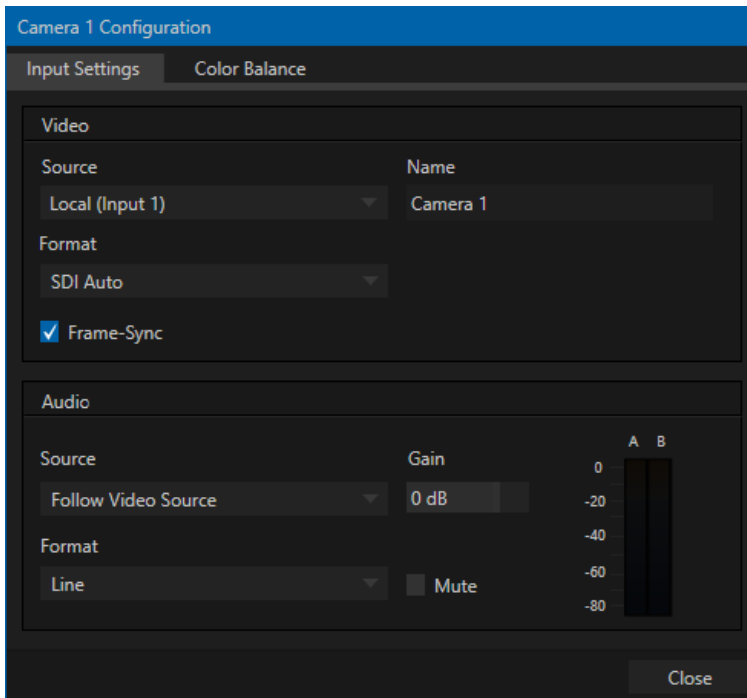 Camera 1 Configuration
Input Settings Color Balance
Video
Source Name
Local (Input 1) Camera 1
Format
SDI Auto
Frame-Sync
Audio
A B
Source Gain
0
Follow Video Source 0 dB
-20
-40
Format
-60
Line Mute
-80
Close